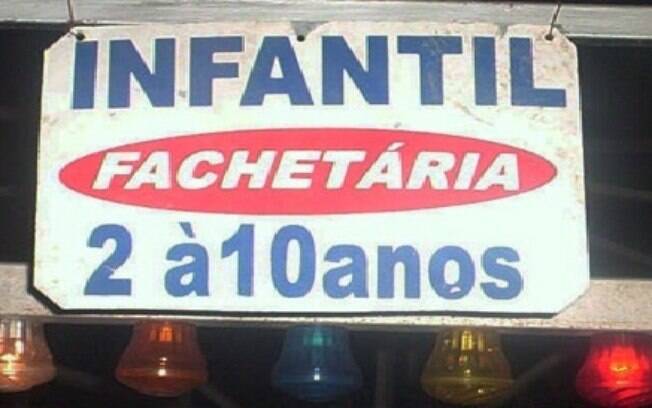 INFANTIL
FACHETÁRIA
2 à10anos